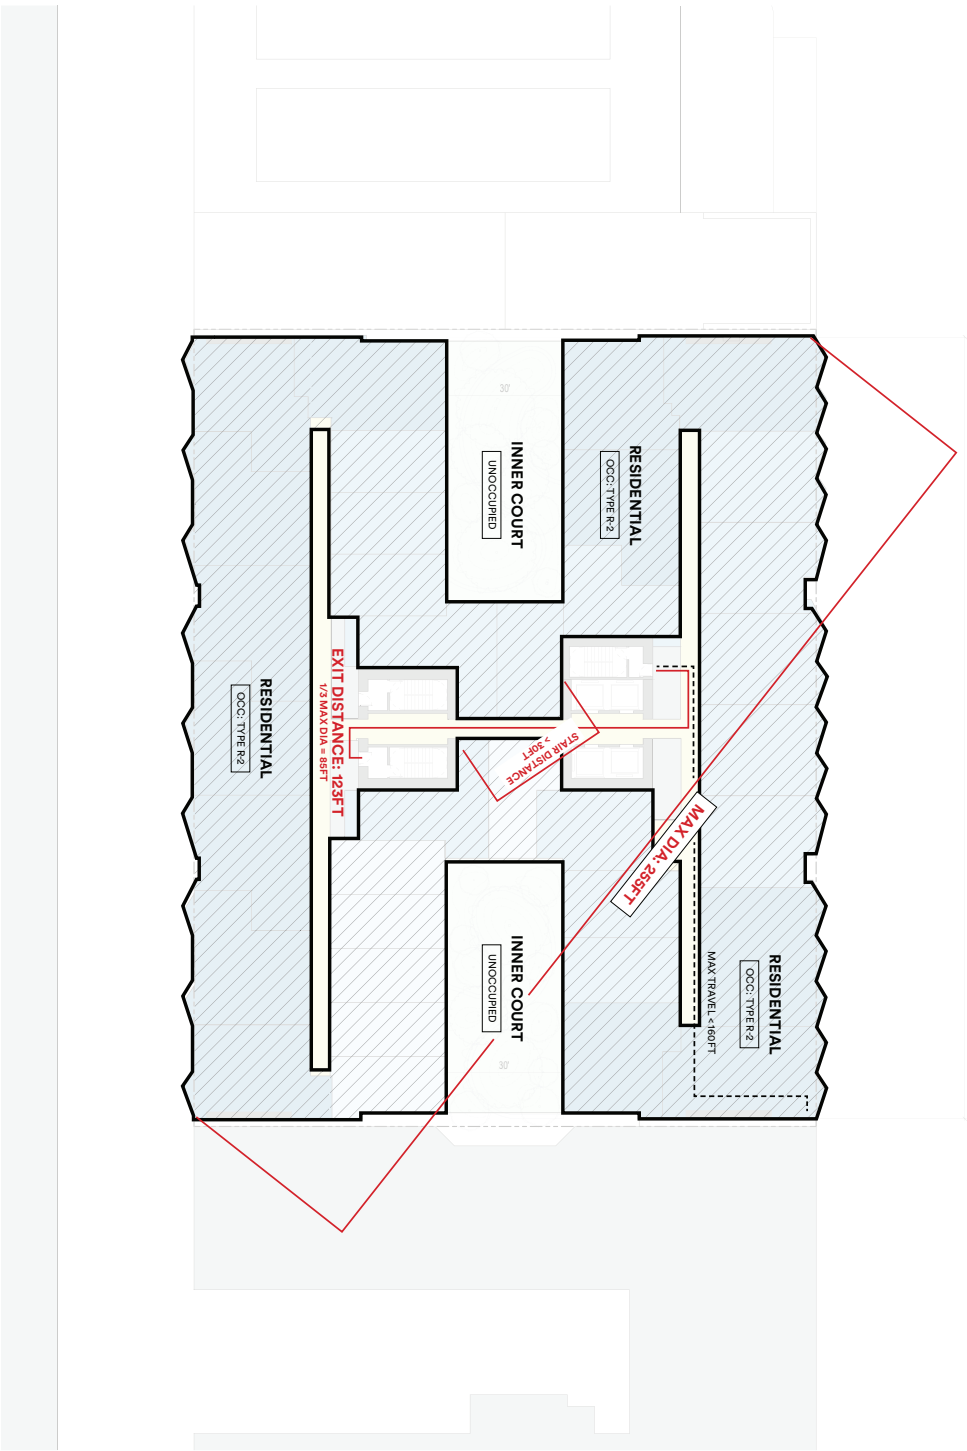 30'
INNER COURT
UNOCCUPIED
RESIDENTIAL
OCC: TYPE R-2
EXIT DISTANCE: 123FT
1/3 MAX DIA = 85FT
RESIDENTIAL
OCC: TYPE R-2
STAIR DISTANCE
> 30FT
MAX DIA: 255FT
INNER COURT
UNOCCUPIED
30'
MAX TRAVEL <160FT
RESIDENTIAL
OCC: TYPE R-2